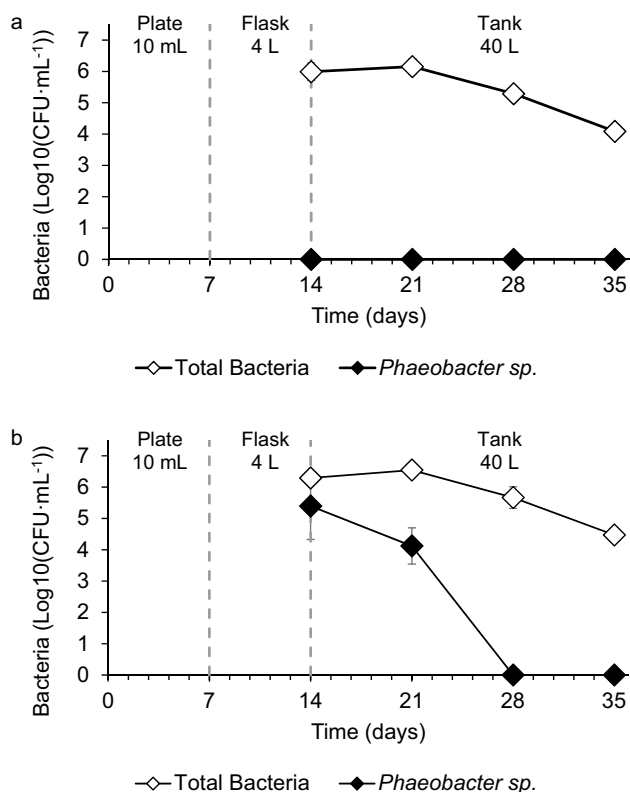 a
Plate Flask Tank
10 mL 4 L 40 L
Bacteria (Log10(CFU·mL⁻¹))
7
6
5
4
3
2
1
0
0 7 14 21 28 35
Time (days)
Total Bacteria Phaeobacter sp.
b
Plate Flask Tank
10 mL 4 L 40 L
Bacteria (Log10(CFU·mL⁻¹))
7
6
5
4
3
2
1
0
0 7 14 21 28 35
Time (days)
Total Bacteria Phaeobacter sp.